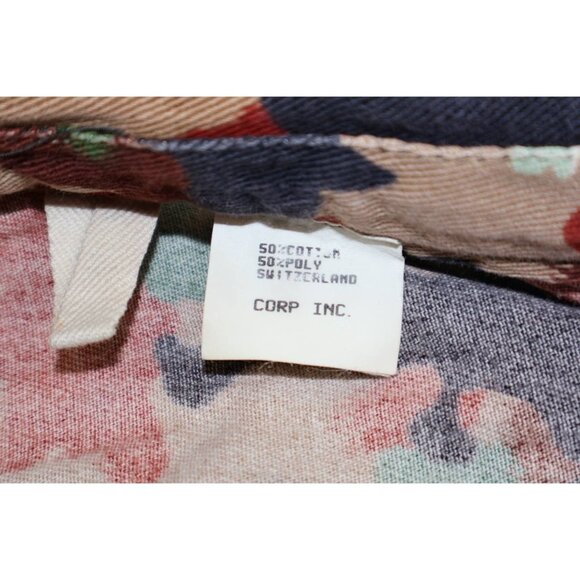 50%COTTON
50%POLY
SWITZERLAND
CORP INC.